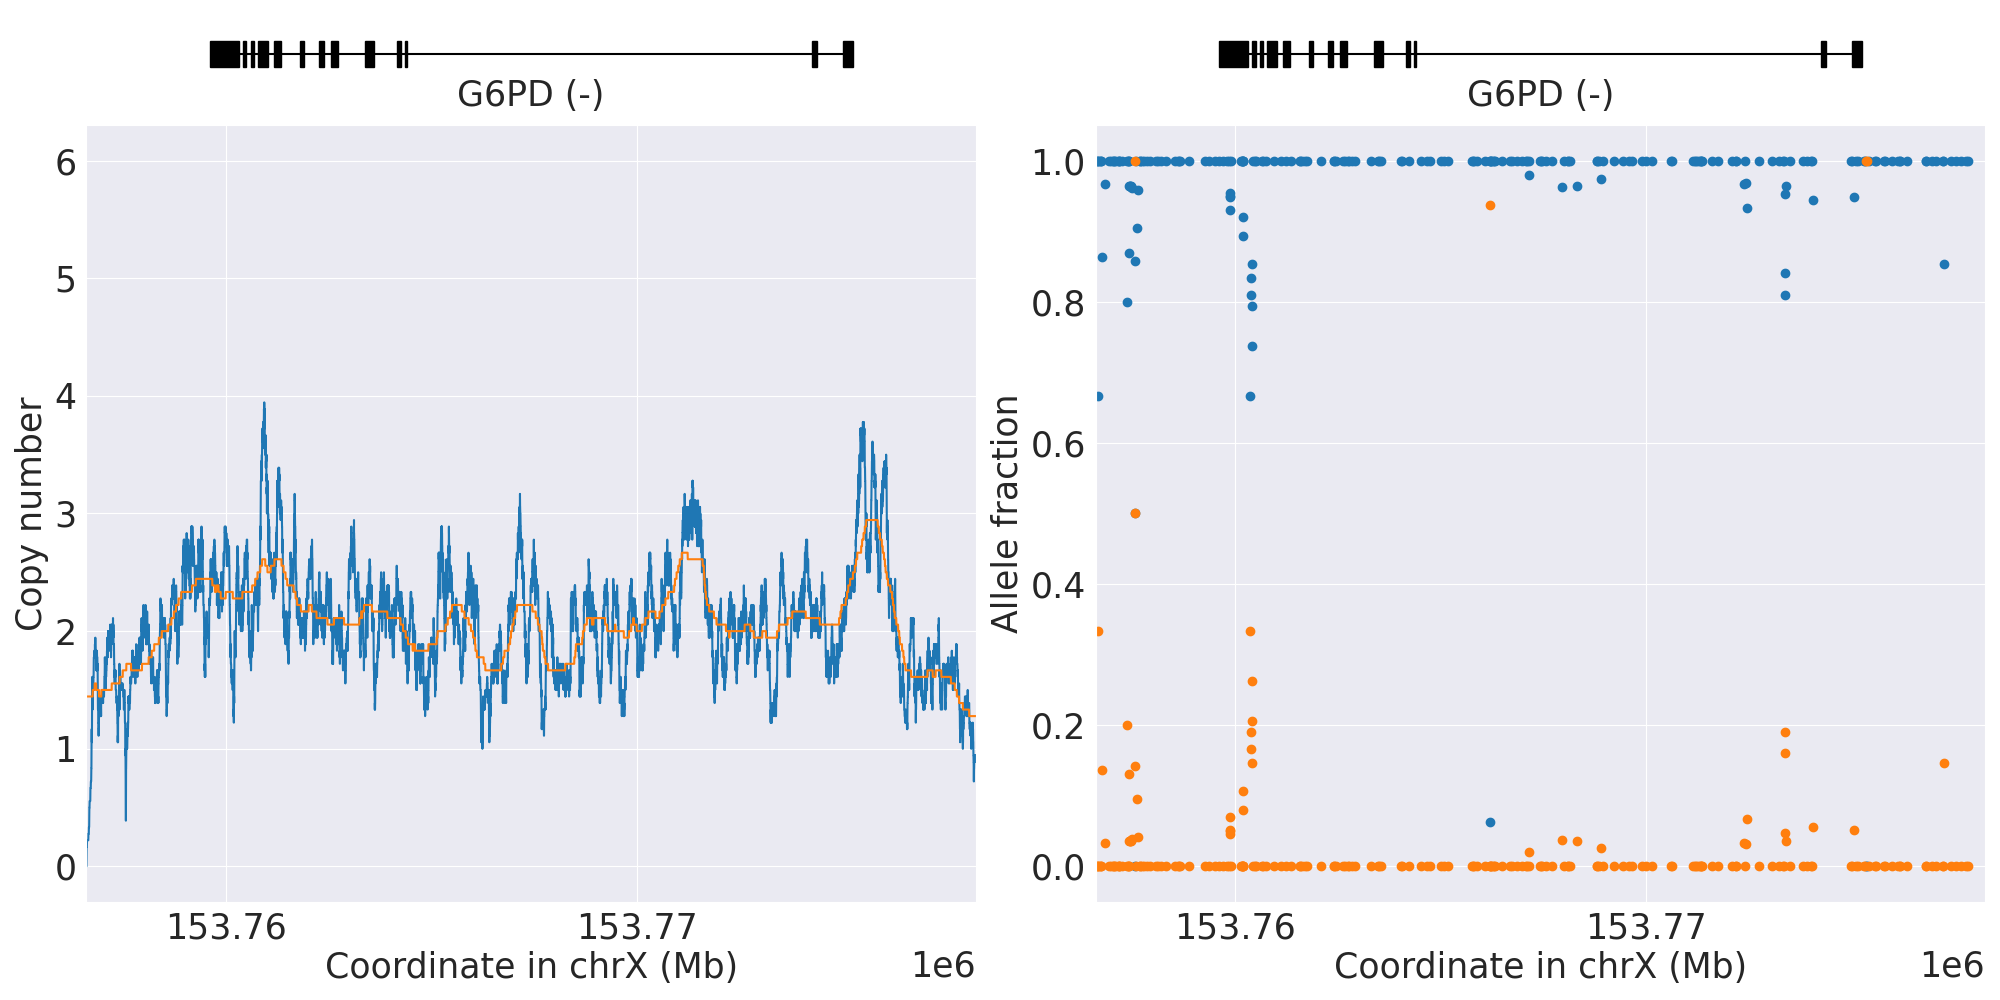 G6PD (-)
6
5
4
3
2
1
0
Copy number
153.76
153.77
Coordinate in chrX (Mb)
1e6
G6PD (-)
1.0
0.8
0.6
0.4
0.2
0.0
Allele fraction
153.76
153.77
Coordinate in chrX (Mb)
1e6